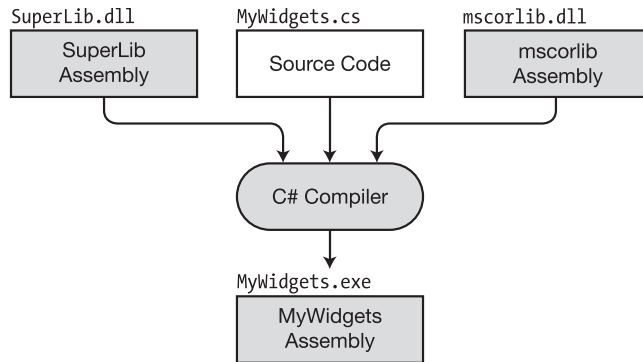 SuperLib.dll
SuperLib
Assembly
MyWidgets.cs
Source Code
mscorlib.dll
mscorlib
Assembly
C# Compiler
MyWidgets.exe
MyWidgets
Assembly